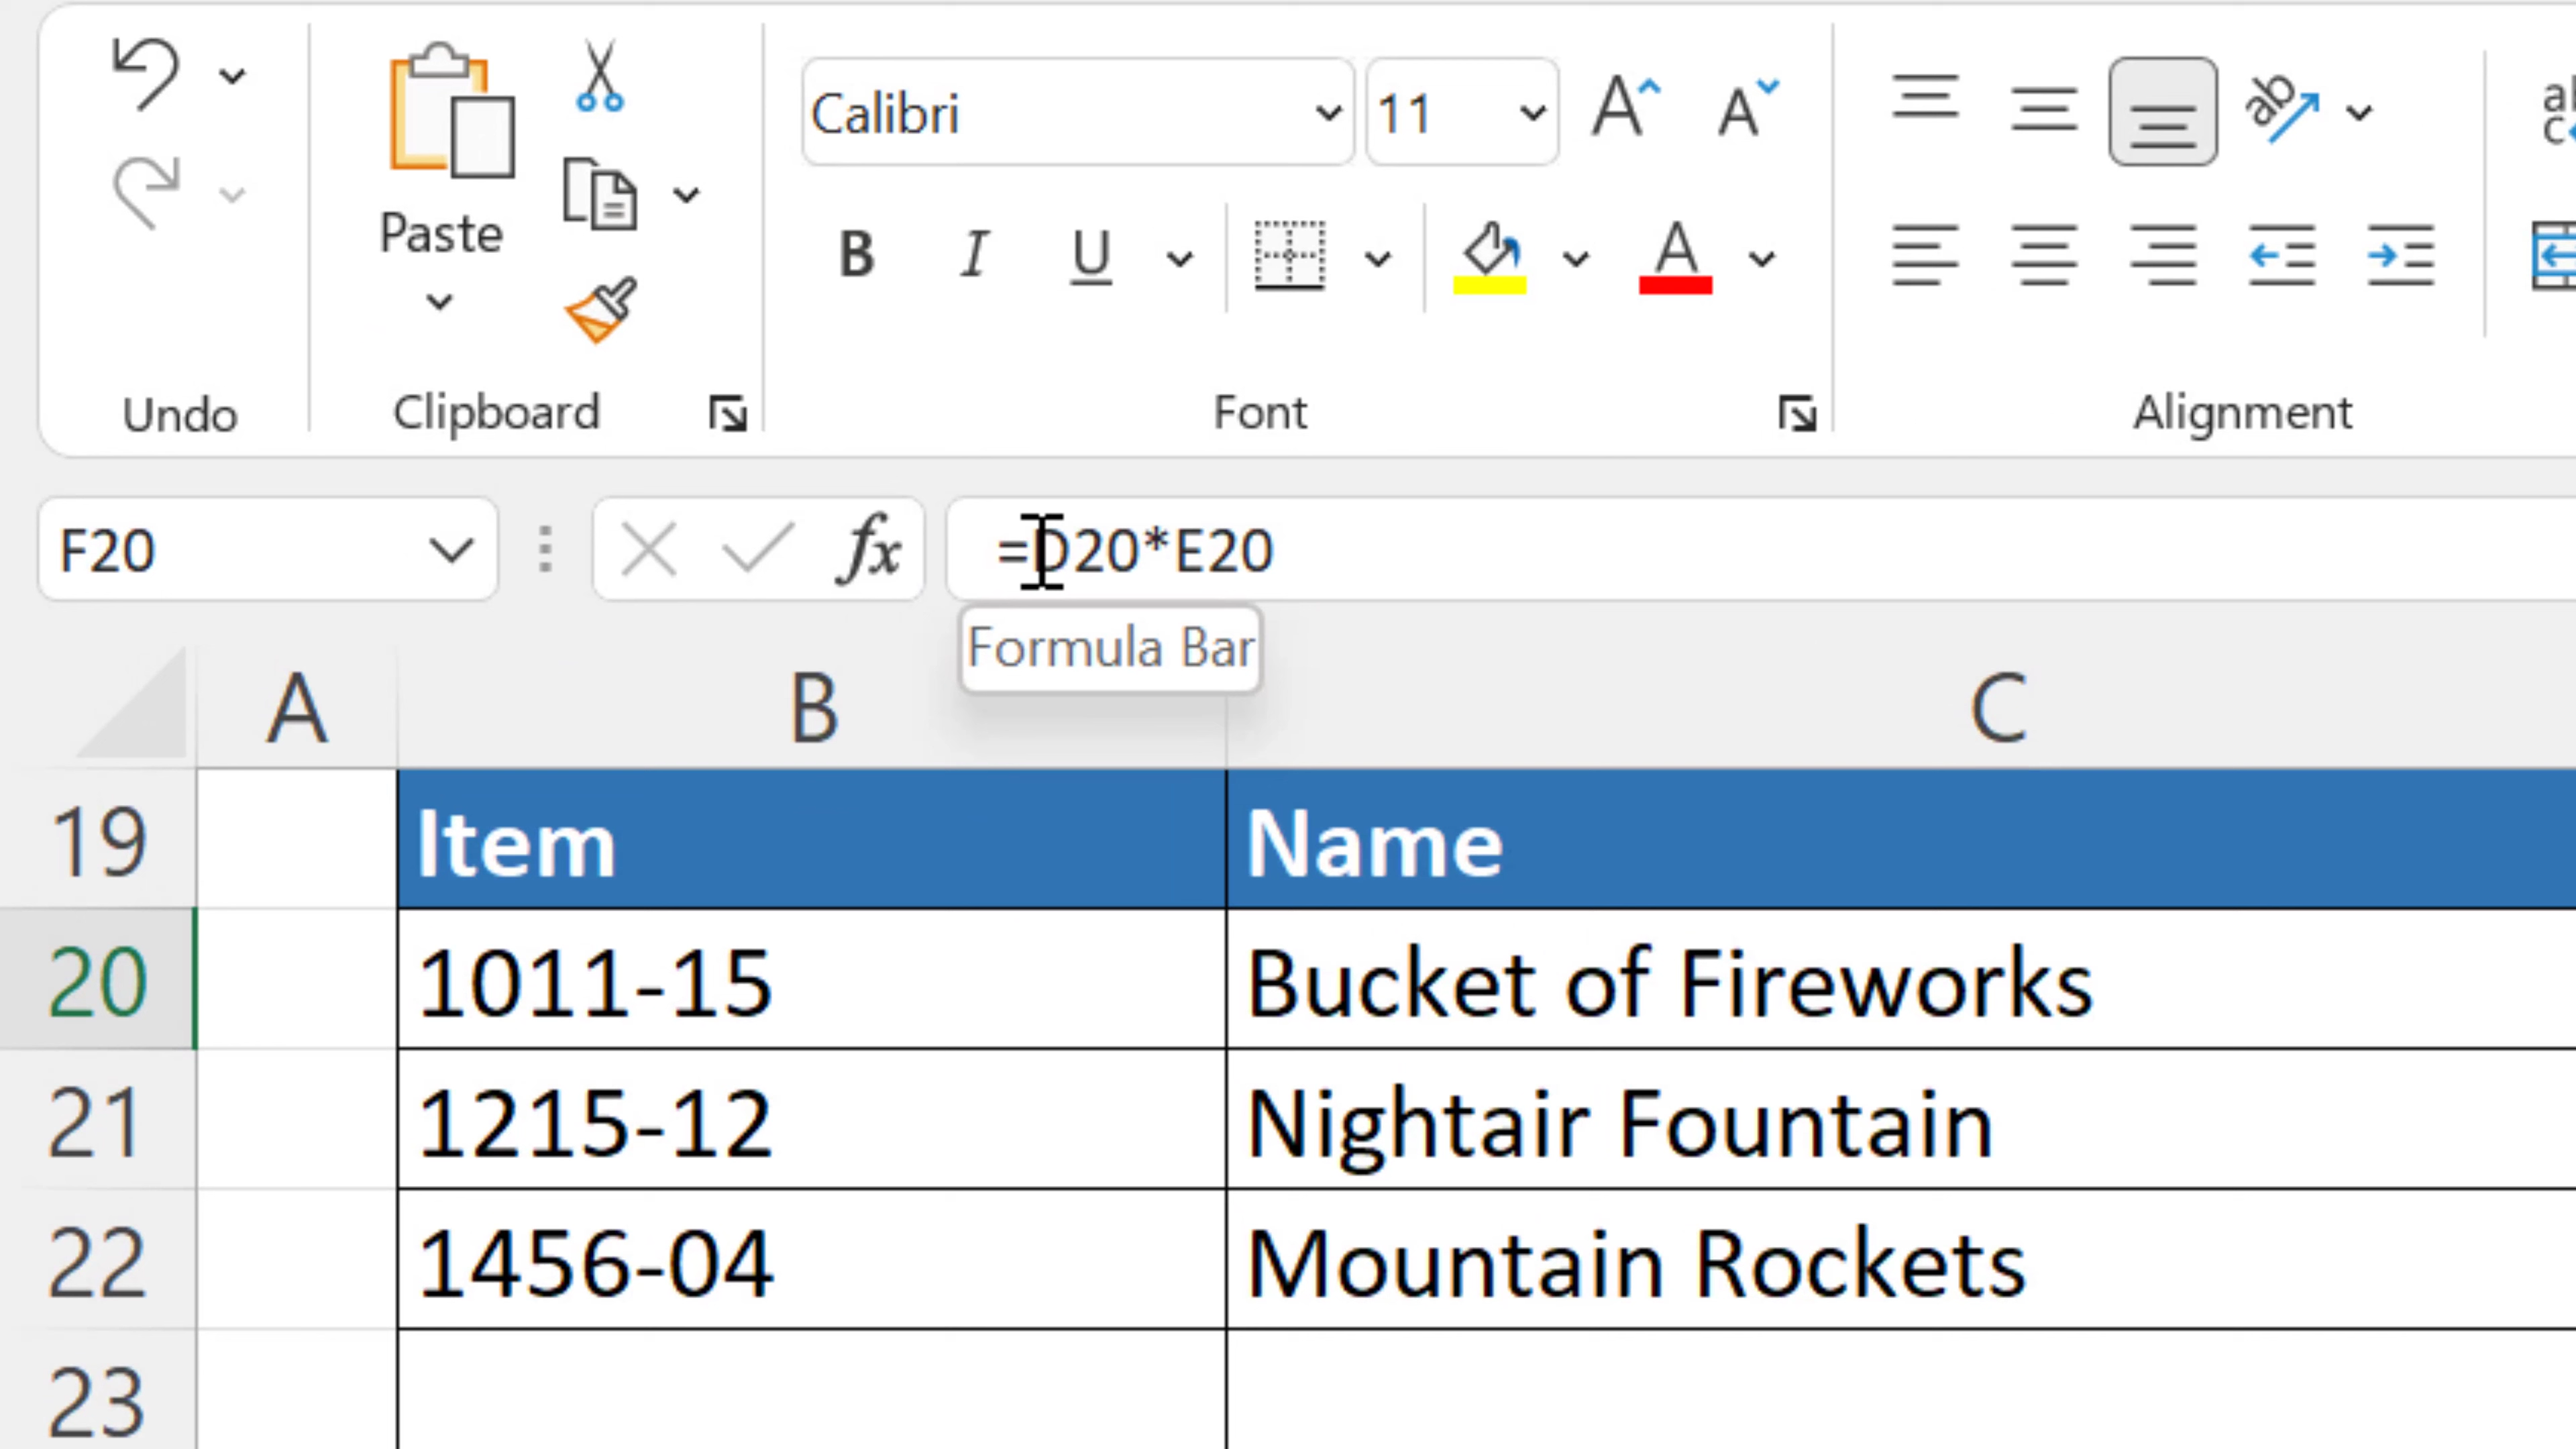 Paste
Calibri
11
B I U
A
Undo
Clipboard
Font
Alignment
F20
fx
=D20*E20
Formula Bar
A B C
19 Item Name
20 1011-15 Bucket of Fireworks
21 1215-12 Nightair Fountain
22 1456-04 Mountain Rockets
23